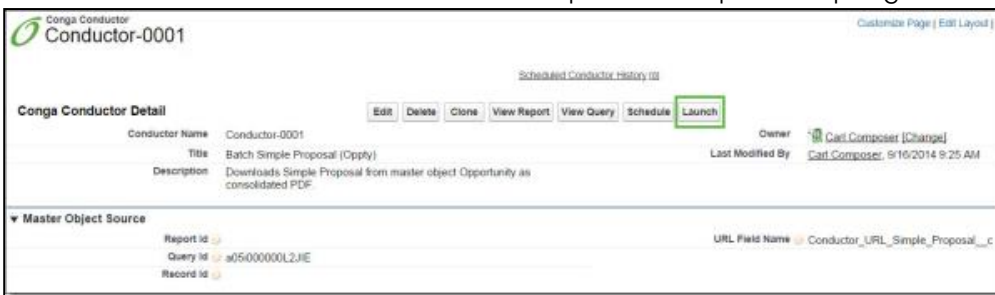 Conga Conductor
Conductor-0001
Customize Page | Edit Layout |
Scheduled Conductor History [0]
Conga Conductor Detail
Edit Delete Clone View Report View Query Schedule Launch
Conductor Name Conductor-0001 Owner Carl Composer [Change]
Title Batch Simple Proposal (Oppty) Last Modified By Carl Composer, 9/16/2014 9:25 AM
Description Downloads Simple Proposal from master object Opportunity as
consolidated PDF.
Master Object Source
Report Id URL Field Name Conductor_URL_Simple_Proposal__c
Query Id a05i000000L2JIE
Record Id